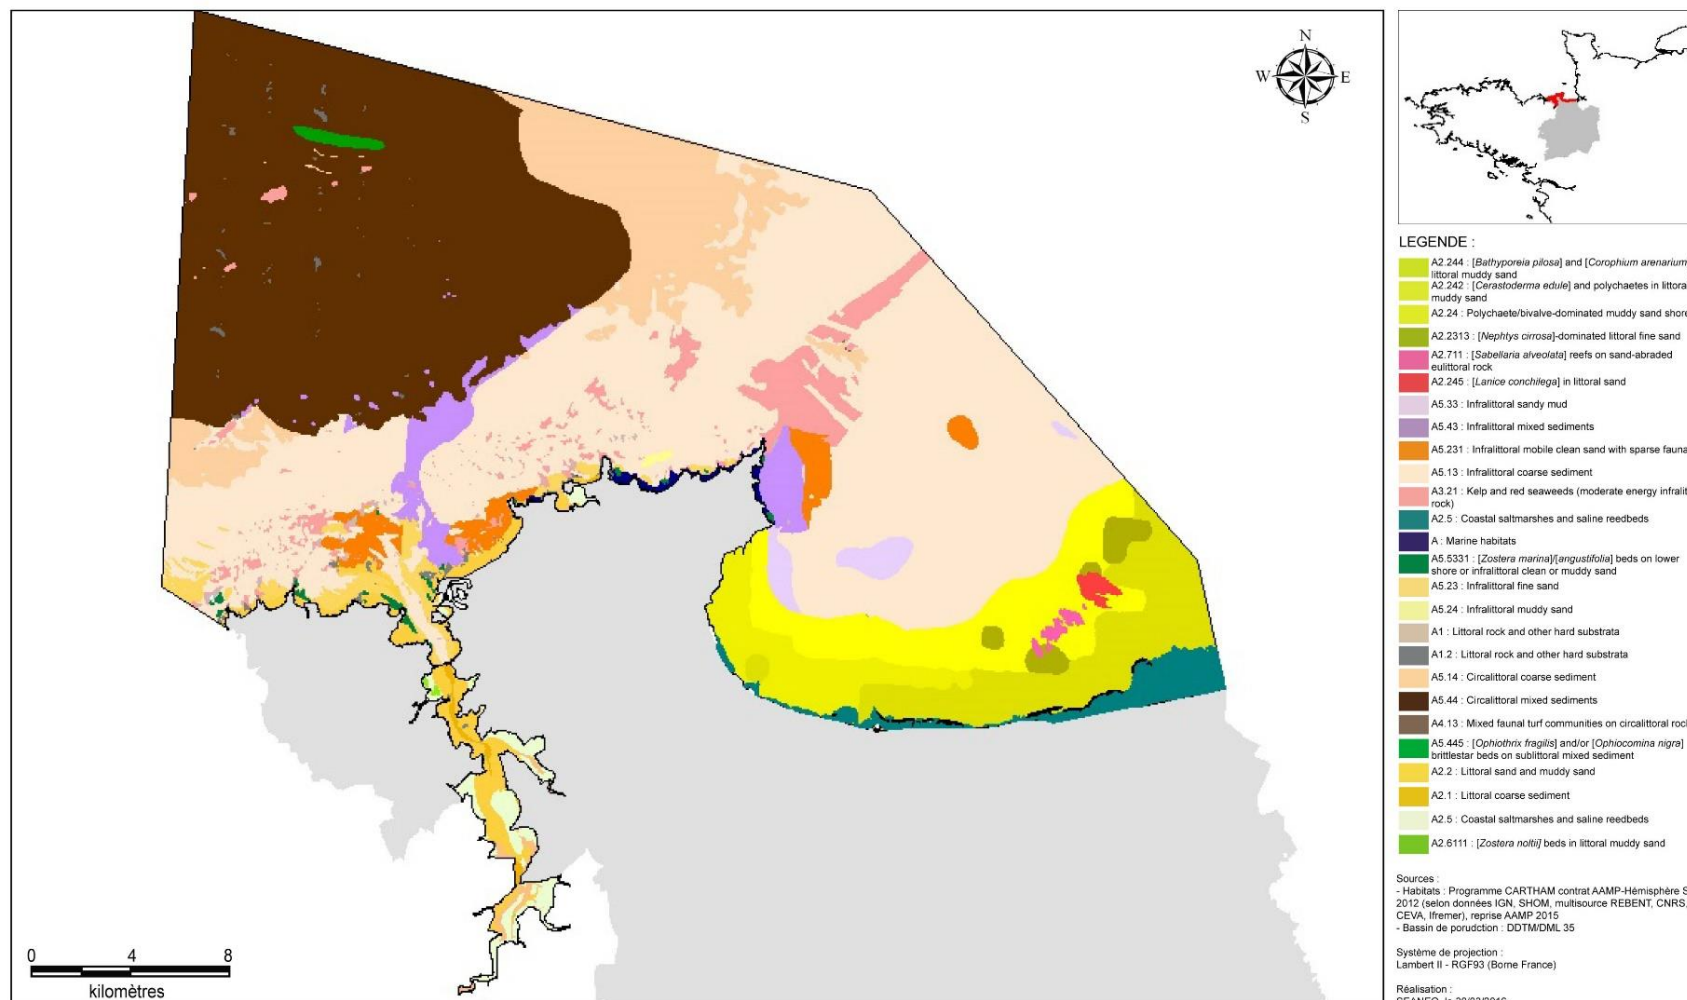 N
W E
S
0 4 8
kilomètres
LEGENDE :
A2.244 : [Bathyporeia pilosa] and [Corophium arenarium
littoral muddy sand
A2.242 : [Cerastoderma edule] and polychaetes in littora
muddy sand
A2.24 : Polychaete/bivalve-dominated muddy sand shore
A2.2313 : [Nephtys cirrosa]-dominated littoral fine sand
A2.711 : [Sabellaria alveolata] reefs on sand-abraded
eulittoral rock
A2.245 : [Lanice conchilega] in littoral sand
A5.33 : Infralittoral sandy mud
A5.43 : Infralittoral mixed sediments
A5.231 : Infralittoral mobile clean sand with sparse fauna
A5.13 : Infralittoral coarse sediment
A3.21 : Kelp and red seaweeds (moderate energy infralit
rock)
A2.5 : Coastal saltmarshes and saline reedbeds
A : Marine habitats
A5.5331 : [Zostera marina]/[angustifolia] beds on lower
shore or infralittoral clean or muddy sand
A5.23 : Infralittoral fine sand
A5.24 : Infralittoral muddy sand
A1 : Littoral rock and other hard substrata
A1.2 : Littoral rock and other hard substrata
A5.14 : Circalittoral coarse sediment
A5.44 : Circalittoral mixed sediments
A4.13 : Mixed faunal turf communities on circalittoral rock
A5.445 : [Ophiothrix fragilis] and/or [Ophiocomina nigra]
brittlestar beds on sublittoral mixed sediment
A2.2 : Littoral sand and muddy sand
A2.1 : Littoral coarse sediment
A2.5 : Coastal saltmarshes and saline reedbeds
A2.6111 : [Zostera noltii] beds in littoral muddy sand
Sources :
- Habitats : Programme CARTHAM contrat AAMP-Hémisphère S
2012 (selon données IGN, SHOM, multisource REBENT, CNRS,
CEVA, Ifremer), reprise AAMP 2015
- Bassin de porudction : DDTM/DML 35
Système de projection :
Lambert II - RGF93 (Borne France)
Réalisation :